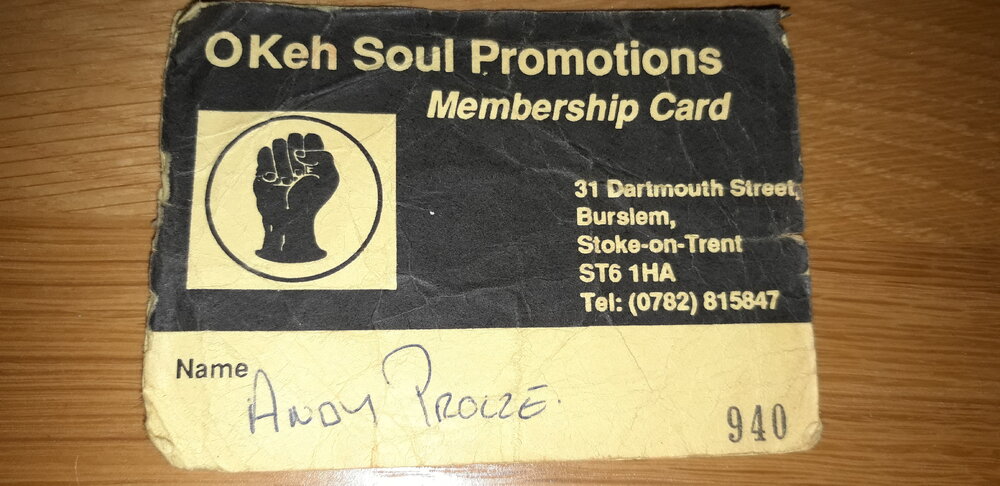 OKeh Soul Promotions
Membership Card
31 Dartmouth Street,
Burslem,
Stoke-on-Trent
ST6 1HA
Tel: (0782) 815847
Name ANDY
940